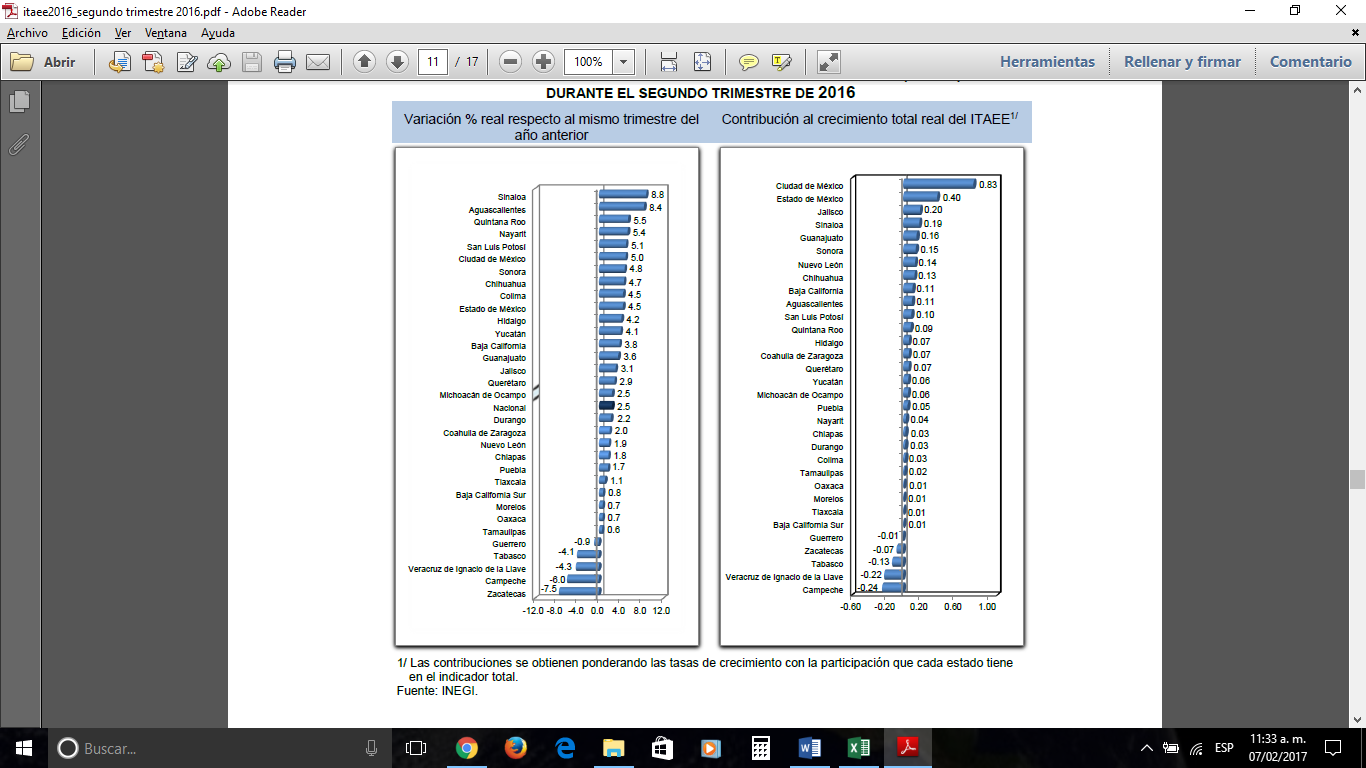 itaee2016_segundo trimestre 2016.pdf - Adobe Reader
Archivo Edición Ver Ventana Ayuda
Abrir 11 / 17 100% Herramientas Rellenar y firmar Comentario
DURANTE EL SEGUNDO TRIMESTRE DE 2016
Variación % real respecto al mismo trimestre del
año anterior
Contribución al crecimiento total real del ITAEE1/
Sinaloa 8.8
Aguascalientes 8.4
Quintana Roo 5.5
Nayarit 5.4
San Luis Potosí 5.1
Ciudad de México 5.0
Sonora 4.8
Chihuahua 4.7
Colima 4.5
Estado de México 4.5
Hidalgo 4.2
Yucatán 4.1
Baja California 3.8
Guanajuato 3.6
Jalisco 3.1
Querétaro 2.9
Michoacán de Ocampo 2.5
Nacional 2.5
Durango 2.2
Coahuila de Zaragoza 2.0
Nuevo León 1.9
Chiapas 1.8
Puebla 1.7
Tlaxcala 1.1
Baja California Sur 0.8
Morelos 0.7
Oaxaca 0.7
Tamaulipas 0.6
Guerrero -0.9
Tabasco -4.1
Veracruz de Ignacio de la Llave -4.3
Campeche -6.0
Zacatecas -7.5
-12.0 -8.0 -4.0 0.0 4.0 8.0 12.0
Ciudad de México 0.83
Estado de México 0.40
Jalisco 0.20
Sinaloa 0.19
Guanajuato 0.16
Sonora 0.15
Nuevo León 0.14
Chihuahua 0.13
Baja California 0.11
Aguascalientes 0.11
San Luis Potosí 0.10
Quintana Roo 0.09
Hidalgo 0.07
Coahuila de Zaragoza 0.07
Querétaro 0.07
Yucatán 0.06
Michoacán de Ocampo 0.06
Puebla 0.05
Nayarit 0.04
Chiapas 0.03
Durango 0.03
Colima 0.03
Tamaulipas 0.02
Oaxaca 0.01
Morelos 0.01
Tlaxcala 0.01
Baja California Sur 0.01
Guerrero -0.01
Zacatecas -0.07
Tabasco -0.13
Veracruz de Ignacio de la Llave -0.22
Campeche -0.24
-0.60 -0.20 0.20 0.60 1.00
1/ Las contribuciones se obtienen ponderando las tasas de crecimiento con la participación que cada estado tiene
en el indicador total.
Fuente: INEGI.
Buscar... ESP 11:33 a. m.
07/02/2017